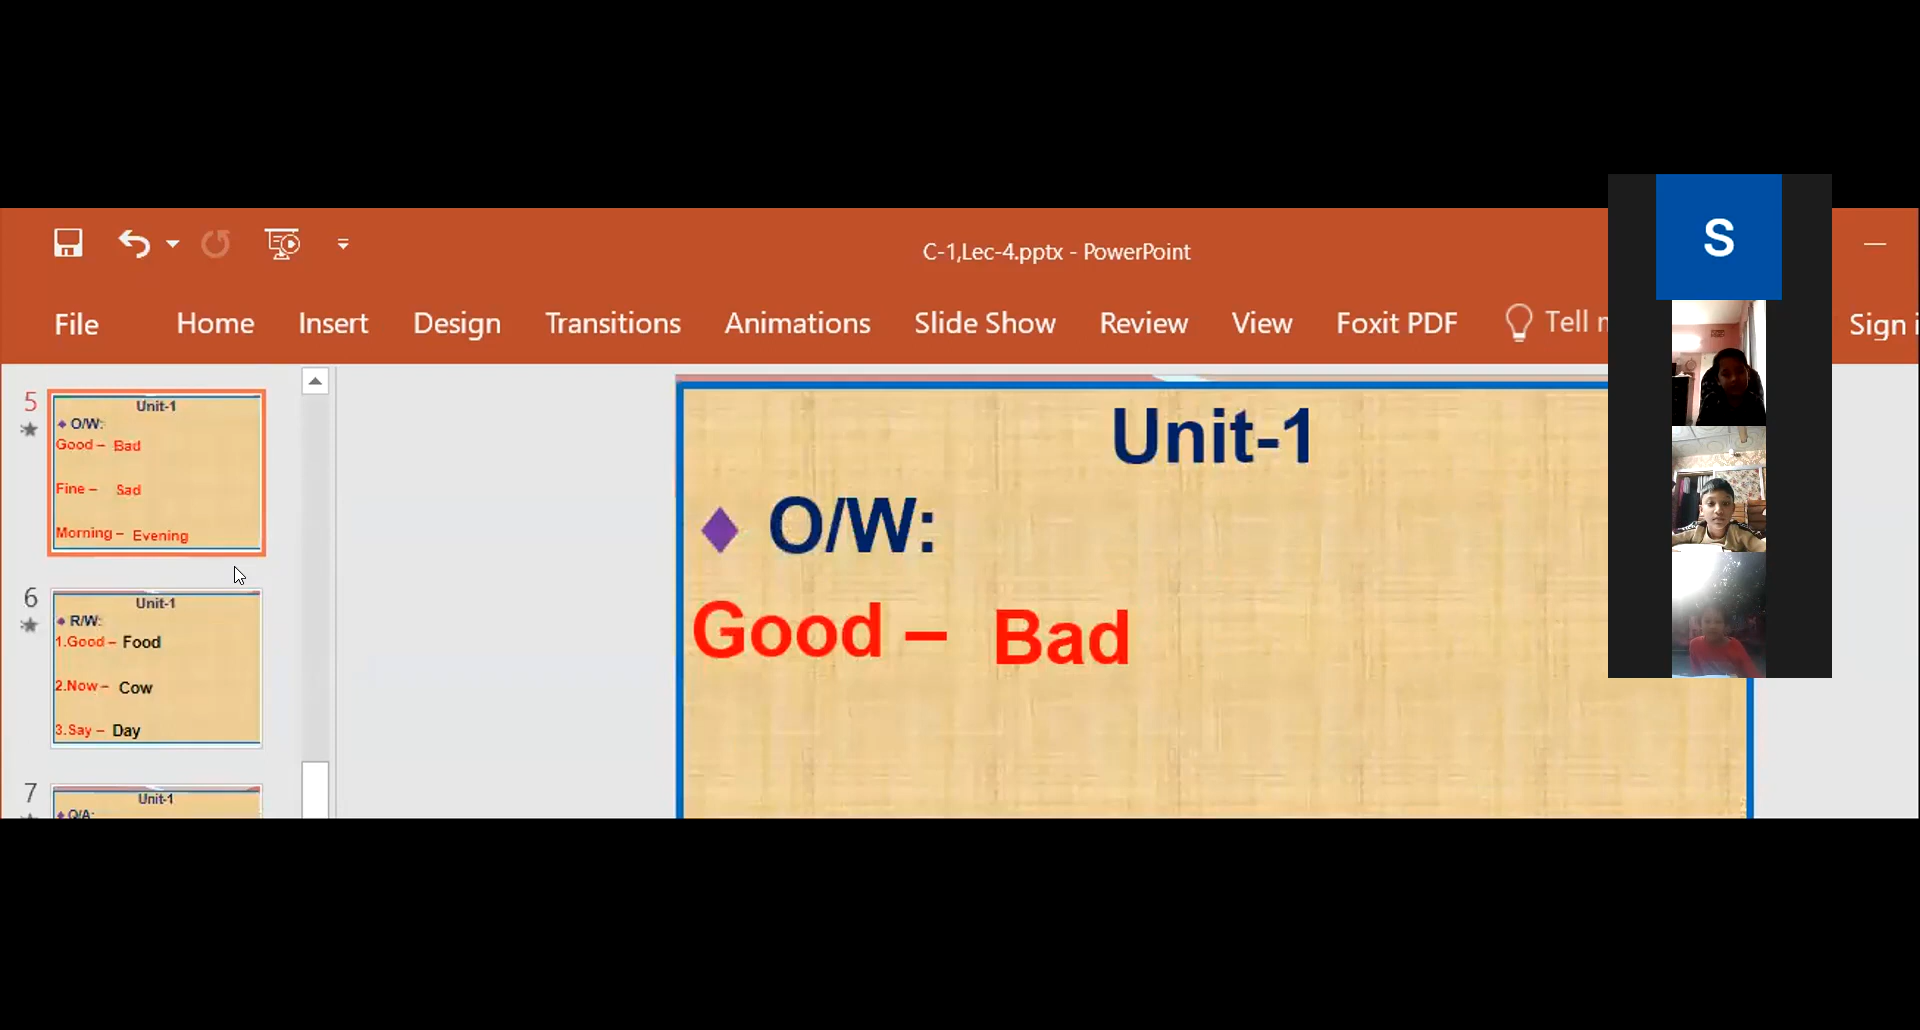 C-1,Lec-4.pptx - PowerPoint
S
File Home Insert Design Transitions Animations Slide Show Review View Foxit PDF Tell Sign
5
Unit-1
O/W:
Good – Bad
Fine – Sad
Morning – Evening
6
Unit-1
R/W:
1.Good – Food
2.Now – Cow
3.Say – Day
7
Unit-1
Q/A:
Unit-1
O/W:
Good – Bad